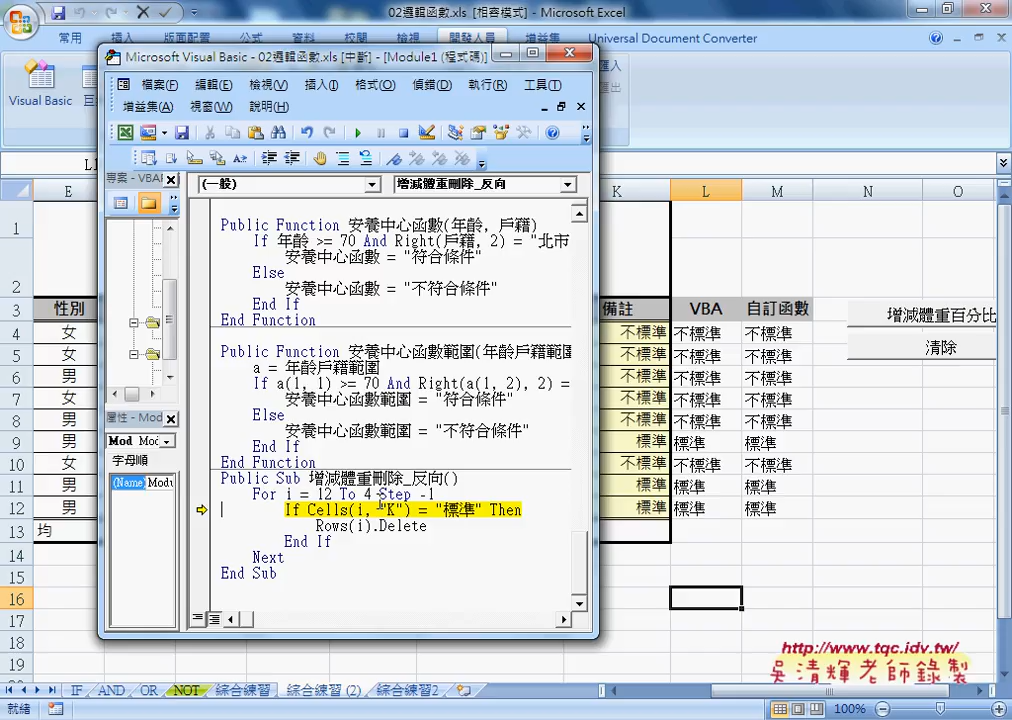 02邏輯函數.xls [相容模式] - Microsoft Excel
常用 插入 版面配置 公式 資料 校閱 檢視 開發人員 增益集 Universal Document Converter
Visual Basic
Microsoft Visual Basic - 02邏輯函數.xls [中斷] - [Module1 (程式碼)]
檔案(F) 編輯(E) 檢視(V) 插入(I) 格式(O) 偵錯(D) 執行(R) 工具(T)
增益集(A) 視窗(W) 說明(H)
專案 - VBA
(一般) 增減體重刪除_反向
Public Function 安養中心函數(年齡, 戶籍)
If 年齡 >= 70 And Right(戶籍, 2) = "北市
安養中心函數 = "符合條件"
Else
安養中心函數 = "不符合條件"
End If
End Function
Public Function 安養中心函數範圍(年齡戶籍範圍
a = 年齡戶籍範圍
If a(1, 1) >= 70 And Right(a(1, 2), 2) =
安養中心函數範圍 = "符合條件"
Else
安養中心函數範圍 = "不符合條件"
End If
End Function
Public Sub 增減體重刪除_反向()
For i = 12 To 4 Step -1
If Cells(i, "K") = "標準" Then
Rows(i).Delete
End If
Next
End Sub
屬性 - Mod
Mod Mod
字母順
(Name) Modu
E K L M N O
1
2
3 性別 備註 VBA 自訂函數 增減體重百分比
4 女 不標準 不標準 不標準 清除
5 女 不標準 不標準 不標準
6 男 不標準 不標準 不標準
7 男 不標準 不標準 不標準
8 男 不標準 不標準 不標準
9 男 標準 標準 標準
10 女 不標準 不標準 不標準
11 男 標準 標準 標準
12 男 標準 標準 標準
13 均
14
15
16
17
18
19
http://www.tqc.idv.tw/
吳清輝老師錄製
IF AND OR NOT 綜合練習 綜合練習 (2) 綜合練習2
就緒 100%